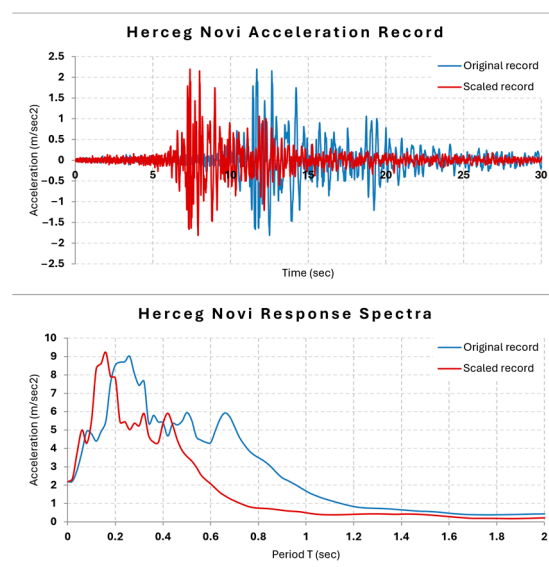 Herceg Novi Acceleration Record
Original record
Scaled record
Acceleration (m/sec2)
2.5
2
1.5
1
0.5
0
−0.5
−1
−1.5
−2
−2.5
0 5 10 15 20 25 30
Time (sec)
Herceg Novi Response Spectra
Original record
Scaled record
Acceleration (m/sec2)
10
9
8
7
6
5
4
3
2
1
0
0 0.2 0.4 0.6 0.8 1 1.2 1.4 1.6 1.8 2
Period T (sec)